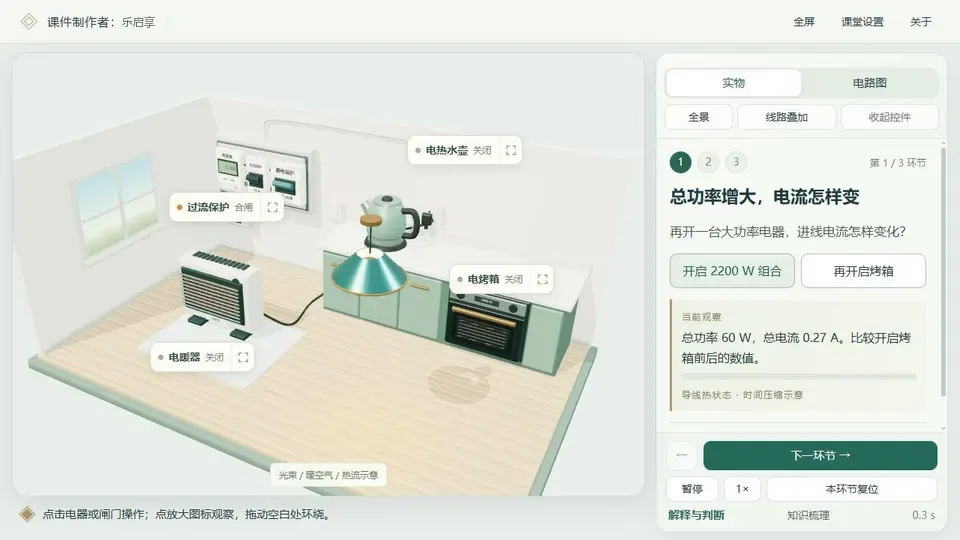 课件制作者：乐启享
全屏
课堂设置
关于
电热水壶 关闭
过流保护 合闸
电烤箱 关闭
电暖器 关闭
光束 / 暖空气 / 热流示意
点击电器或闸门操作；点放大图标观察，拖动空白处环绕。
实物
电路图
全景
线路叠加
收起控件
1
2
3
第 1 / 3 环节
总功率增大，电流怎样变
再开一台大功率电器，进线电流怎样变化？
开启 2200 W 组合
再开启烤箱
当前观察
总功率 60 W，总电流 0.27 A。比较开启烤
箱前后的数值。
导线热状态 · 时间压缩示意
←
下一环节 →
暂停
1×
本环节复位
解释与判断
知识梳理
0.3 s